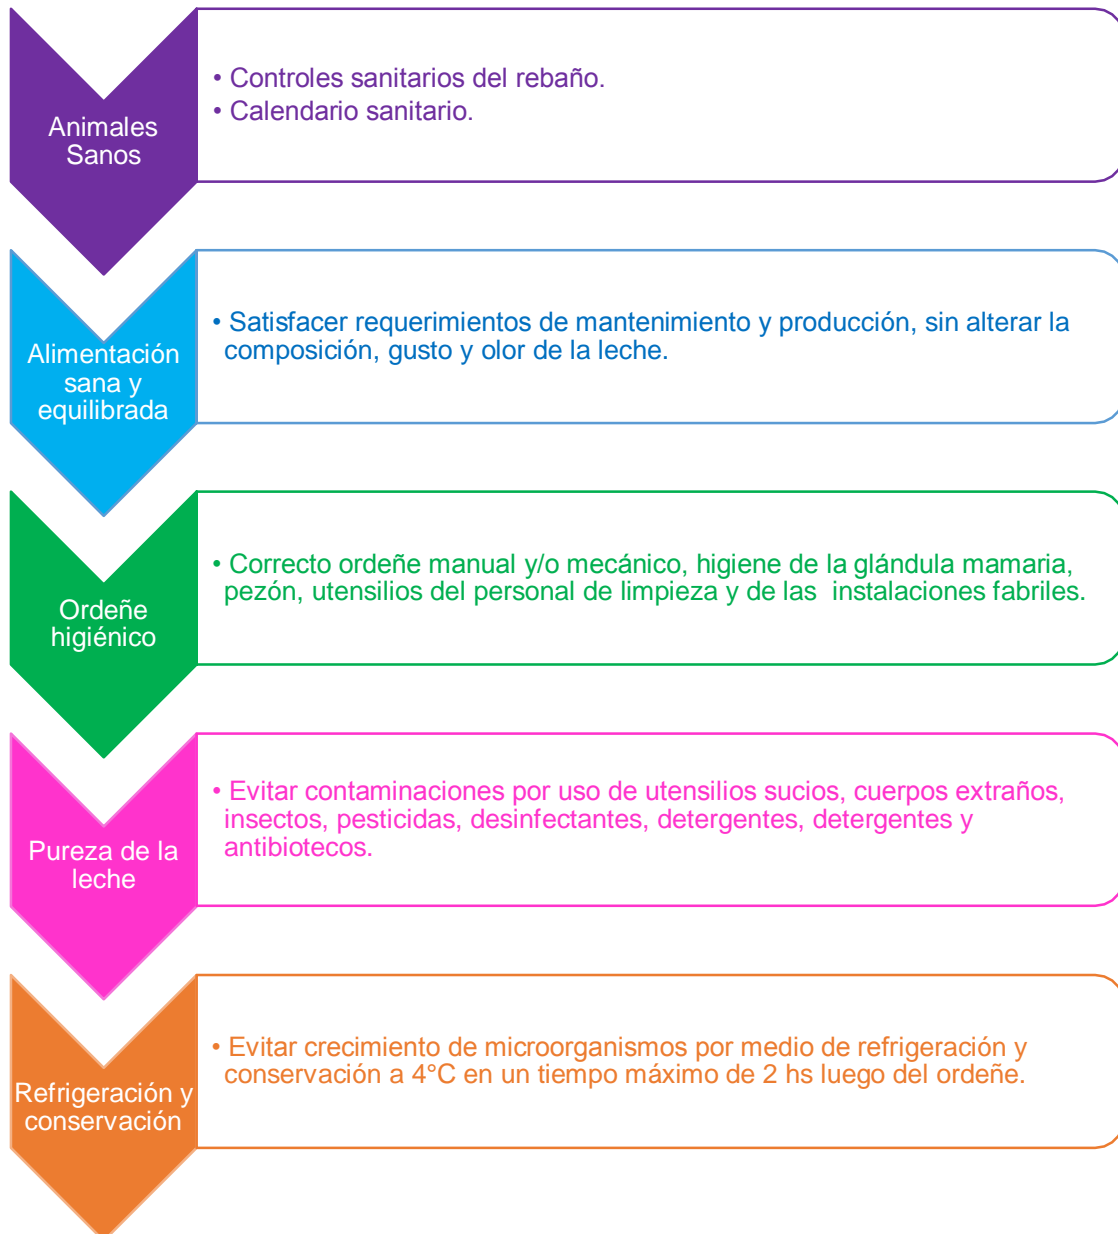 Animales
Sanos
• Controles sanitarios del rebaño.
• Calendario sanitario.
Alimentación
sana y
equilibrada
• Satisfacer requerimientos de mantenimiento y producción, sin alterar la
composición, gusto y olor de la leche.
Ordeñe
higiénico
• Correcto ordeñe manual y/o mecánico, higiene de la glándula mamaria,
pezón, utensilios del personal de limpieza y de las  instalaciones fabriles.
Pureza de la
leche
• Evitar contaminaciones por uso de utensilios sucios, cuerpos extraños,
insectos, pesticidas, desinfectantes, detergentes, detergentes y
antibiotecos.
Refrigeración y
conservación
• Evitar crecimiento de microorganismos por medio de refrigeración y
conservación a 4°C en un tiempo máximo de 2 hs luego del ordeñe.